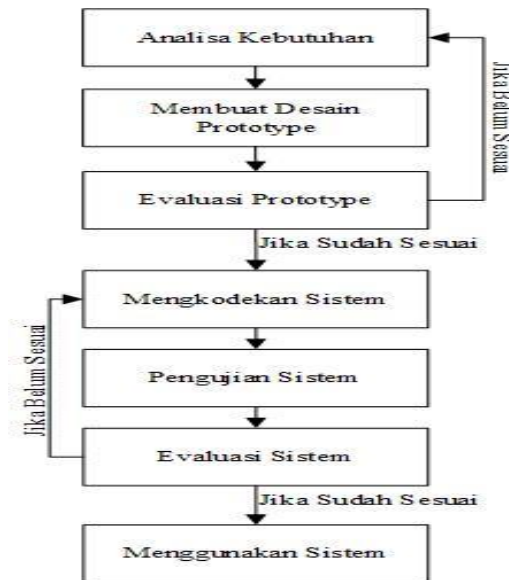 Analisa Kebutuhan
Jika Belum Sesuai
Membuat Desain
Prototype
Evaluasi Prototype
Jika Sudah Sesuai
Mengkodekan Sistem
Jika Belum Sesuai
Pengujian Sistem
Evaluasi Sistem
Jika Sudah Sesuai
Menggunakan Sistem